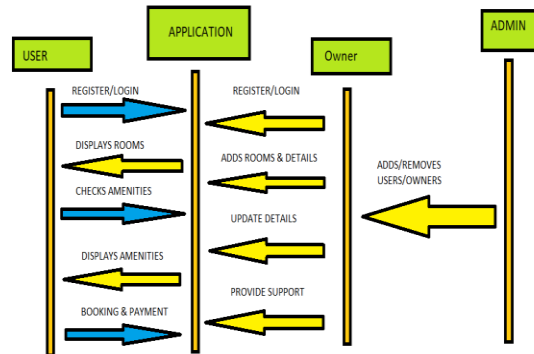 USER
APPLICATION
Owner
ADMIN
REGISTER/LOGIN
REGISTER/LOGIN
DISPLAYS ROOMS
ADDS ROOMS & DETAILS
ADDS/REMOVES
USERS/OWNERS
CHECKS AMENITIES
UPDATE DETAILS
DISPLAYS AMENITIES
PROVIDE SUPPORT
BOOKING & PAYMENT